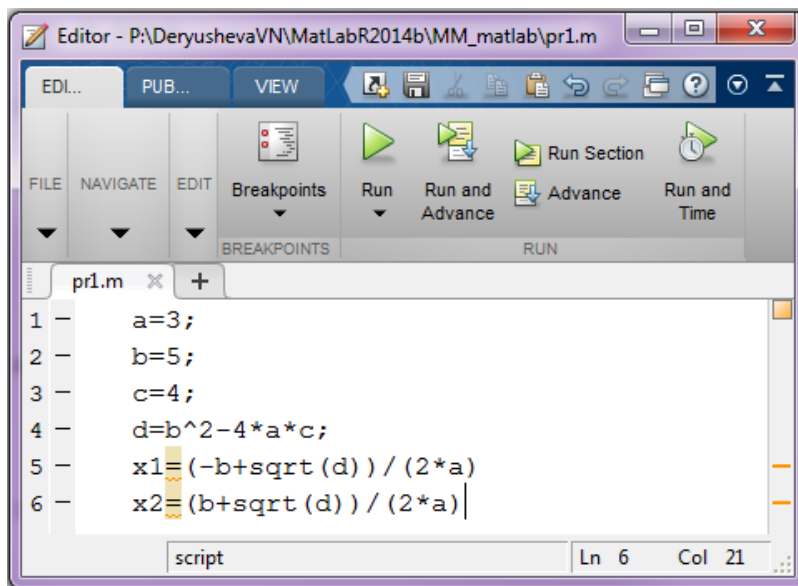 Editor - P:\DeryushevaVN\MatLabR2014b\MM_matlab\pr1.m
EDI... PUB... VIEW
FILE NAVIGATE EDIT Breakpoints Run Run and Advance Run Section Advance Run and Time
BREAKPOINTS RUN
pr1.m
1 - a=3;
2 - b=5;
3 - c=4;
4 - d=b^2-4*a*c;
5 - x1=(-b+sqrt(d))/(2*a)
6 - x2=(b+sqrt(d))/(2*a)
script Ln 6 Col 21